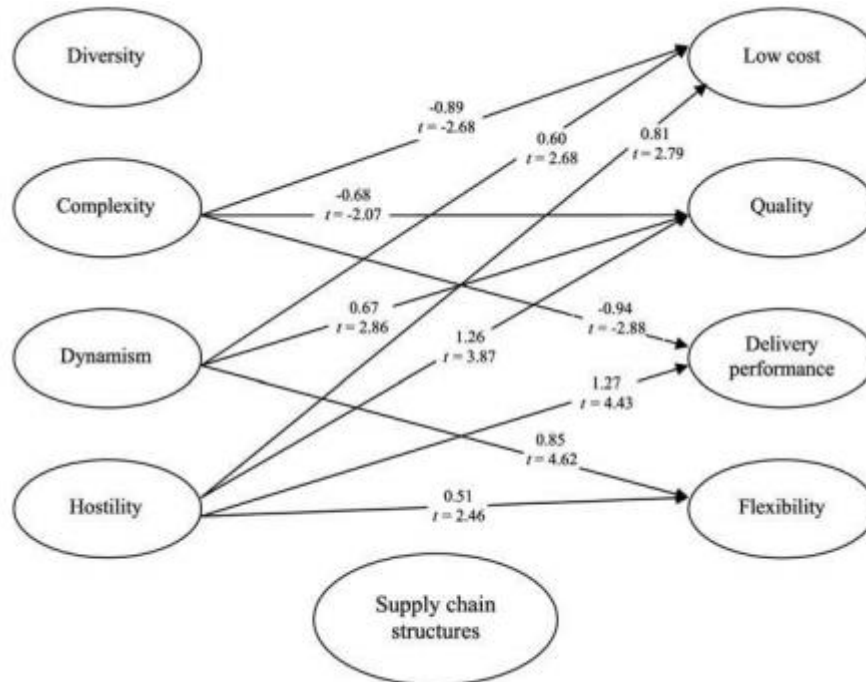 Diversity
Low cost
-0.89
t = -2.68
0.60
t = 2.68
0.81
t = 2.79
Complexity
-0.68
t = -2.07
Quality
Dynamism
0.67
t = 2.86
1.26
t = 3.87
-0.94
t = -2.88
Delivery
performance
1.27
t = 4.43
0.85
t = 4.62
Hostility
0.51
t = 2.46
Flexibility
Supply chain
structures